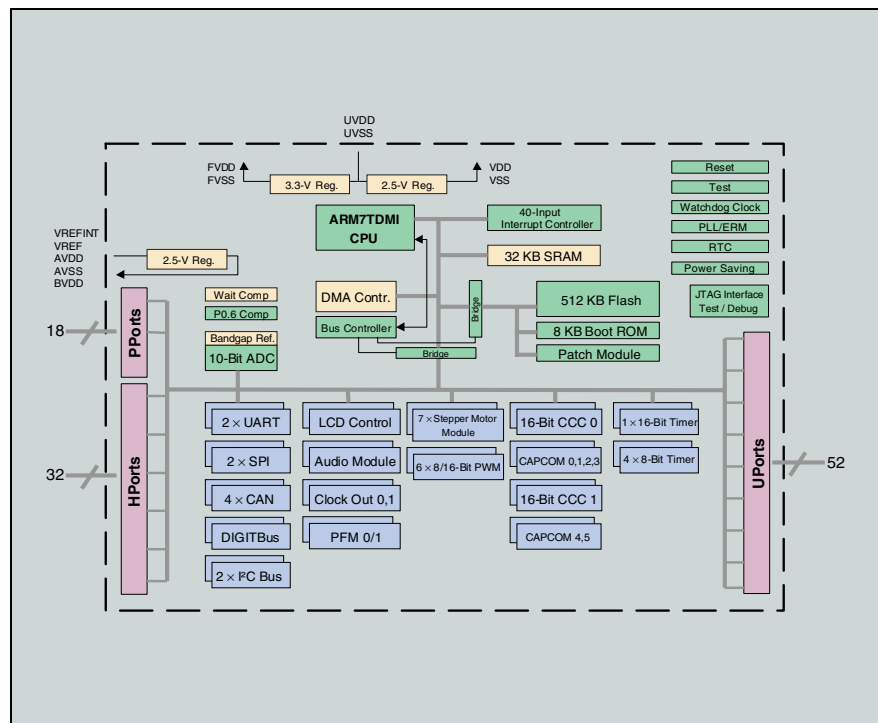 UVDD
UVSS
FVDD
FVSS
3.3-V Reg.
2.5-V Reg.
VDD
VSS
Reset
Test
Watchdog Clock
PLL/ERM
RTC
Power Saving
JTAG Interface
Test / Debug
ARM7TDMI
CPU
40-Input
Interrupt Controller
32 KB SRAM
VREFINT
VREF
AVDD
AVSS
BVDD
2.5-V Reg.
Wait Comp
P0.6 Comp
Bandgap Ref.
10-Bit ADC
DMA Contr.
Bus Controller
Bridge
Bridge
512 KB Flash
8 KB Boot ROM
Patch Module
18
PPorts
32
HPorts
UPorts
52
2 × UART
2 × SPI
4 × CAN
DIGITBus
2 × I²C Bus
LCD Control
Audio Module
Clock Out 0,1
PFM 0/1
7 × Stepper Motor
Module
6 × 8/16-Bit PWM
16-Bit CCC 0
CAPCOM 0,1,2,3
16-Bit CCC 1
CAPCOM 4,5
1 × 16-Bit Timer
4 × 8-Bit Timer